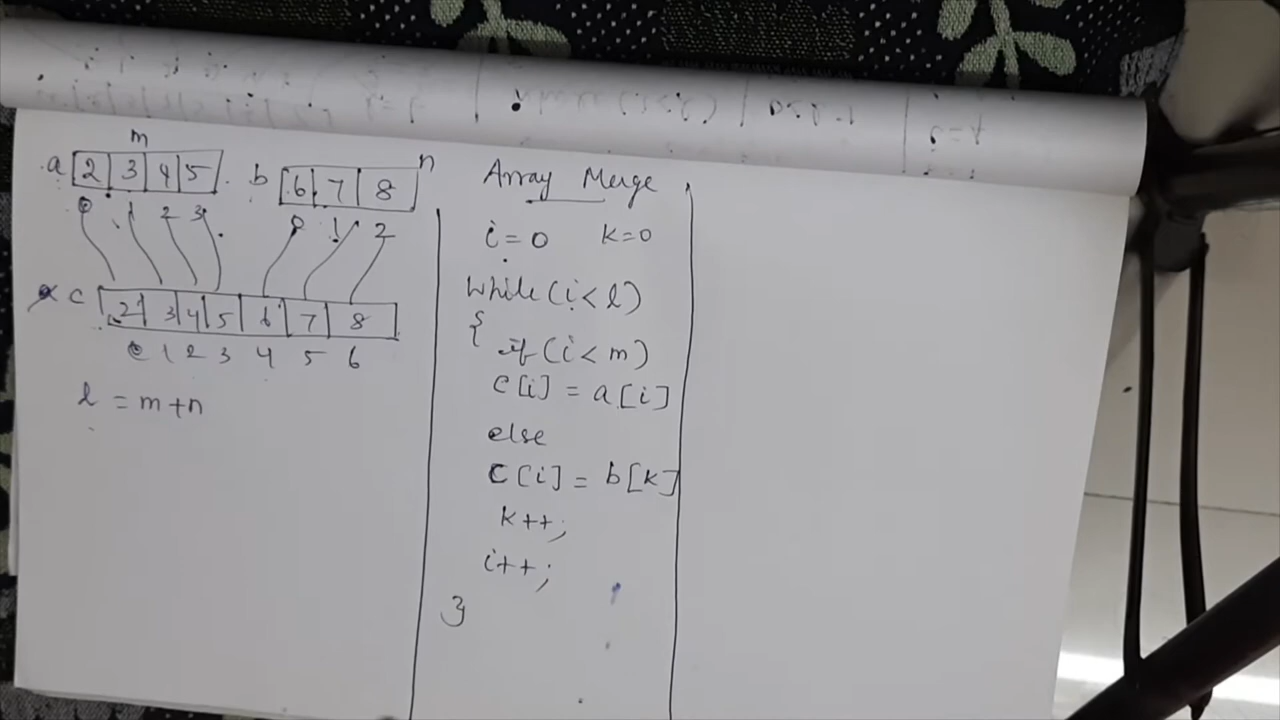 m
a 2 3 4 5
0 1 2 3
b 6 7 8 n
0 1 2
c 2 3 4 5 6 7 8
0 1 2 3 4 5 6
l = m+n
Array Merge
i=0 k=0
while(i<l)
{
if(i<m)
c[i] = a[i]
else
c[i] = b[k]
k++;
i++;
}